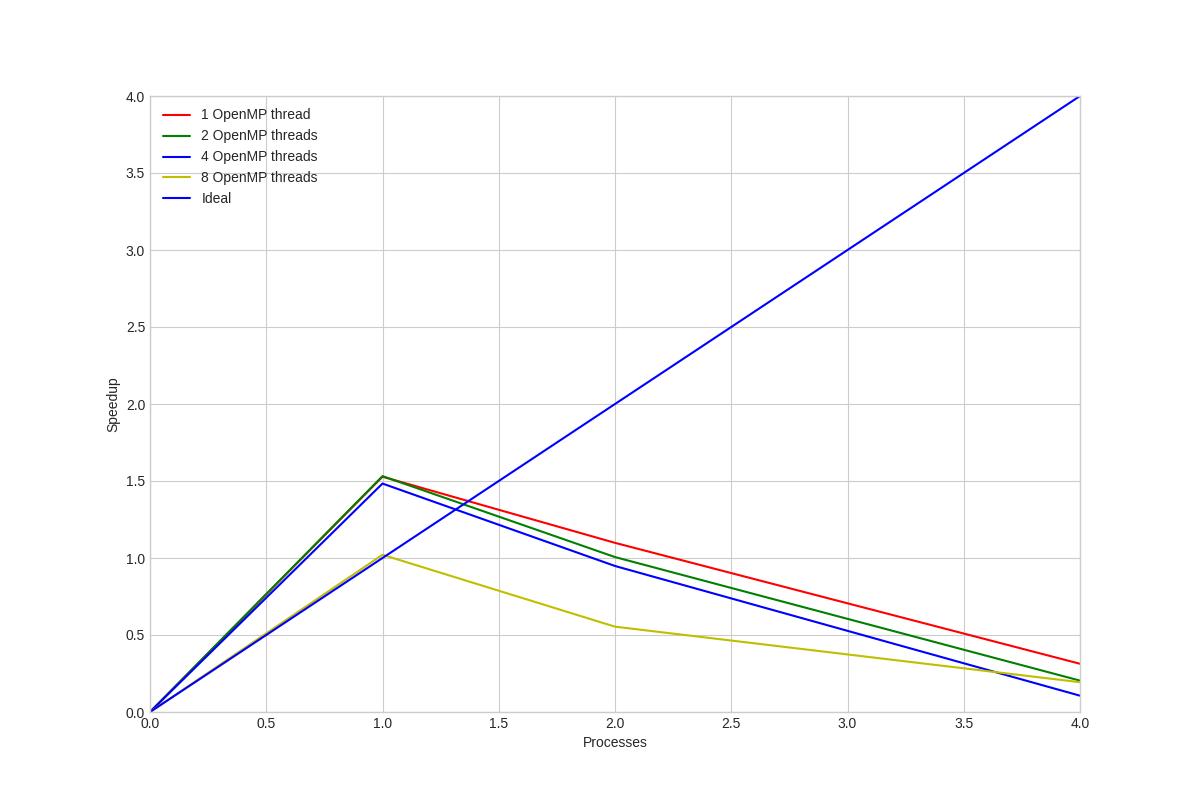 4.0
3.5
3.0
2.5
2.0
1.5
1.0
0.5
0.0
Speedup
1 OpenMP thread
2 OpenMP threads
4 OpenMP threads
8 OpenMP threads
Ideal
0.0 0.5 1.0 1.5 2.0 2.5 3.0 3.5 4.0
Processes